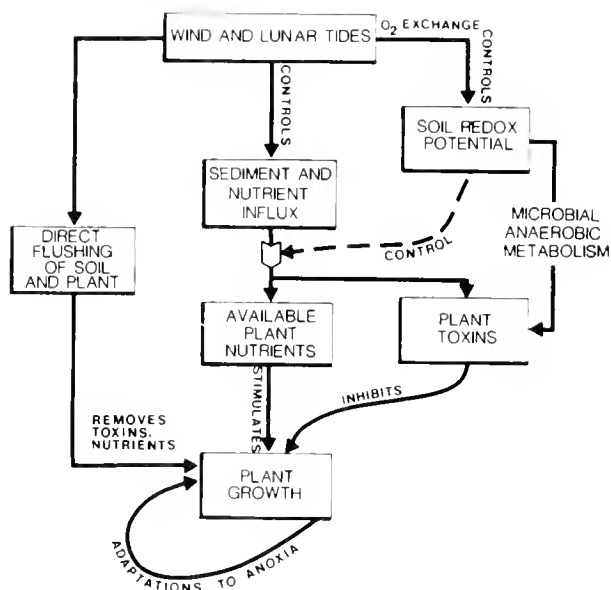 WIND AND LUNAR TIDES
O2 EXCHANGE
CONTROLS
CONTROLS
SOIL REDOX
POTENTIAL
SEDIMENT AND
NUTRIENT
INFLUX
MICROBIAL
ANAEROBIC
METABOLISM
DIRECT
FLUSHING
OF SOIL
AND PLANT
CONTROL
AVAILABLE
PLANT
NUTRIENTS
PLANT
TOXINS
STIMULATES
INHIBITS
REMOVES
TOXINS,
NUTRIENTS
PLANT
GROWTH
ADAPTATIONS TO ANOXIA